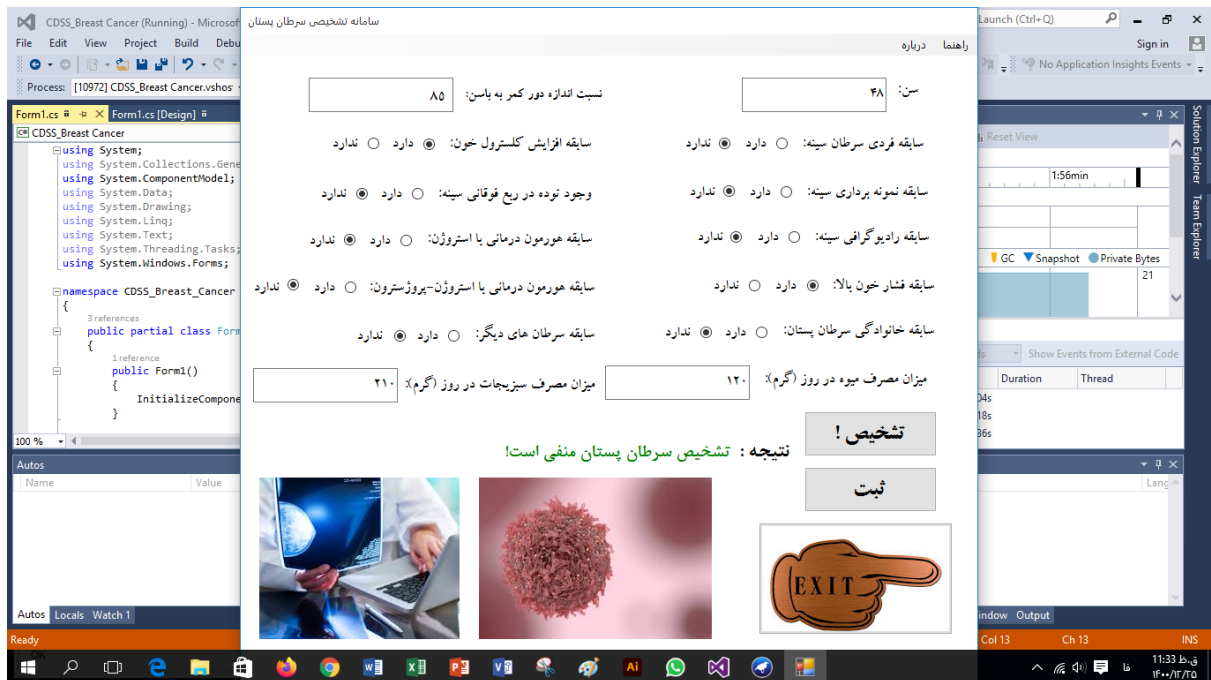 CDSS_Breast Cancer (Running) - Microsof
سامانه تشخیصی سرطان پستان
Launch (Ctrl+Q)
File Edit View Project Build Debu
راهنما درباره
Sign in
No Application Insights Events
Process: [10972] CDSS_Breast Cancer.vshos
سن: ۴۸
نسبت اندازه دور کمر به باسن: ۸۵
Form1.cs Form1.cs [Design]
CDSS_Breast Cancer
Reset View
سابقه فردی سرطان سینه: دارد ندارد
سابقه افزایش کلسترول خون: دارد ندارد
سابقه نمونه برداری سینه: دارد ندارد
وجود توده در ربع فوقانی سینه: دارد ندارد
سابقه رادیوگرافی سینه: دارد ندارد
سابقه هورمون درمانی با استروژن: دارد ندارد
سابقه فشار خون بالا: دارد ندارد
سابقه هورمون درمانی با استروژن-پروژسترون: دارد ندارد
سابقه خانوادگی سرطان پستان: دارد ندارد
سابقه سرطان های دیگر: دارد ندارد
میزان مصرف میوه در روز (گرم): ۱۲۰
میزان مصرف سبزیجات در روز (گرم): ۲۱۰
تشخیص !
نتیجه : تشخیص سرطان پستان منفی است!
ثبت
EXIT
using System;
using System.Collections.Gene
using System.ComponentModel;
using System.Data;
using System.Drawing;
using System.Linq;
using System.Text;
using System.Threading.Tasks;
using System.Windows.Forms;
namespace CDSS_Breast_Cancer
{
3 references
public partial class Form
{
1 reference
public Form1()
{
InitializeCompone
}
100 %
Autos
Name Value
Autos Locals Watch 1
Ready
Solution Explorer
Team Explorer
1:56min
GC Snapshot Private Bytes
21
Show Events from External Code
Duration Thread
04s
18s
36s
Lang
indow Output
Col 13 Ch 13 INS
فا
11:33 ق.ظ
۱۴۰۰/۱۲/۲۵